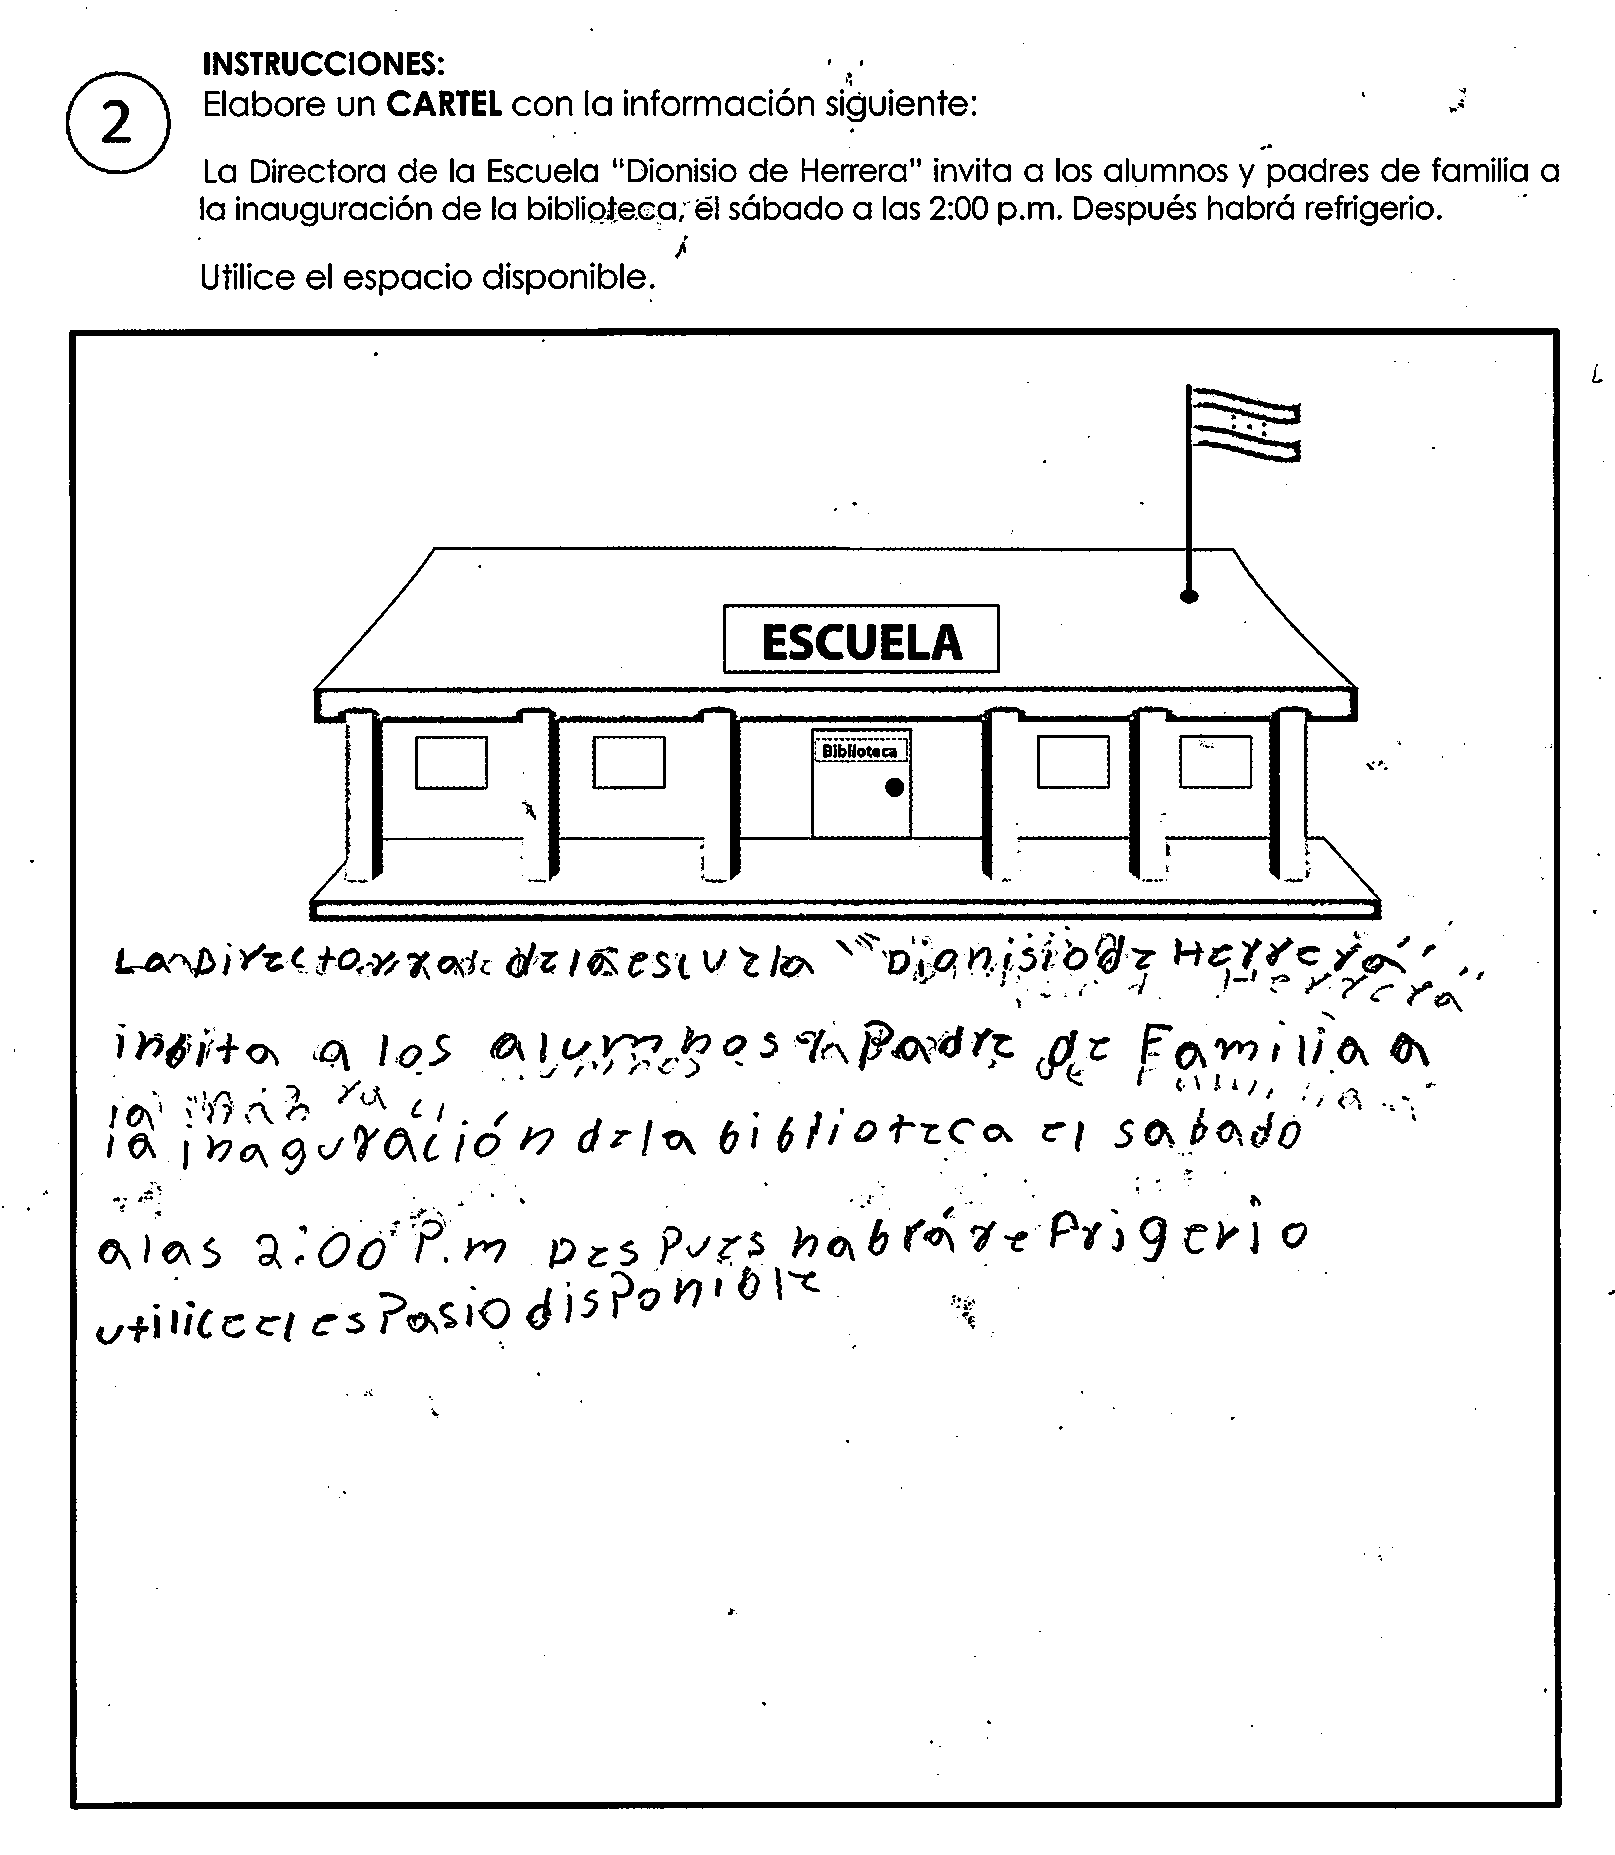 INSTRUCCIONES:
2
Elabore un CARTEL con la información siguiente:
La Directora de la Escuela "Dionisio de Herrera" invita a los alumnos y padres de familia a
la inauguración de la biblioteca, el sábado a las 2:00 p.m. Después habrá refrigerio.
Utilice el espacio disponible.
ESCUELA
Biblioteca
La Directora de la escuela "Dionisio de Herrera"
inbita a los alumnos y Padre de Familia a
la inaguración de la biblioteca el sabado
a las 2:00 P.m Despues habrá refrigerio
utilice el espasio disponible